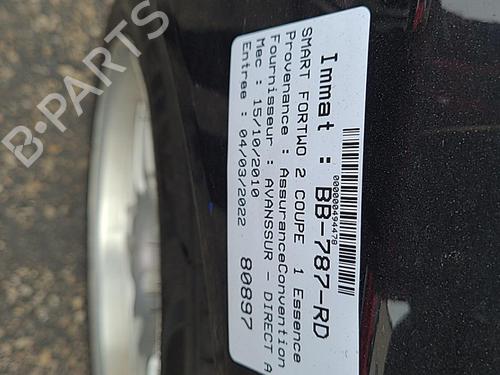 Immat : BB-787-RD
0000000494478
SMART FORTWO 2 COUPE 1 Essence
Provenance : AssuranceConvention
Fournisseur : AVANSSUR - DIRECT A
Mec : 15/10/2010
Entree : 04/03/2022 80897
B-PARTS